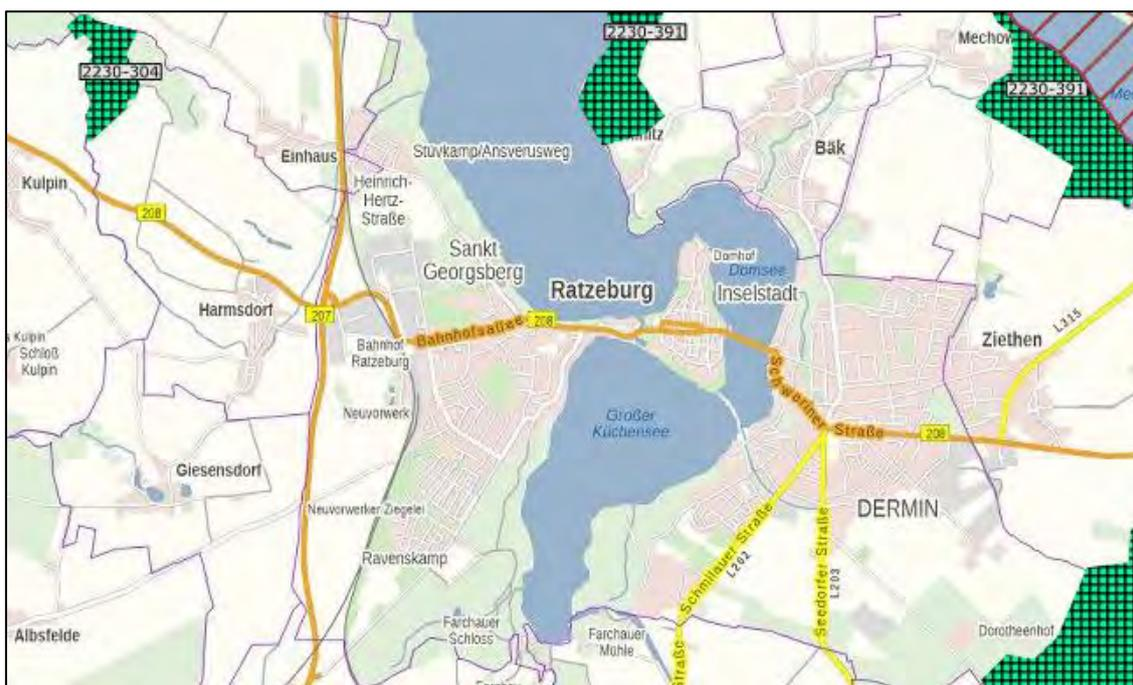 2230-391
Mechow
2230-304
2230-391
Bäk
Einhaus
Stüvkamp/Ansverusweg
Kulpin
Heinrich-
Hertz-
Straße
208
Sankt
Georgsberg
Domhof
Domsee
Ratzeburg
Inselstadt
Harmsdorf
207
208
L315
Kulpin
Schloß
Kulpin
Bahnhof
Ratzeburg
Bahnhofsallee
Ziethen
Schweriner Straße
208
Neuvorwerk
Großer
Küchensee
Giesensdorf
Neuvorwerker Ziegelei
DERMIN
Ravenskamp
Schmilauer Straße
L202
Seedorfer Straße
L203
Albsfelde
Farchauer
Schloss
Farchauer
Mühle
Dorotheenhof
Straße